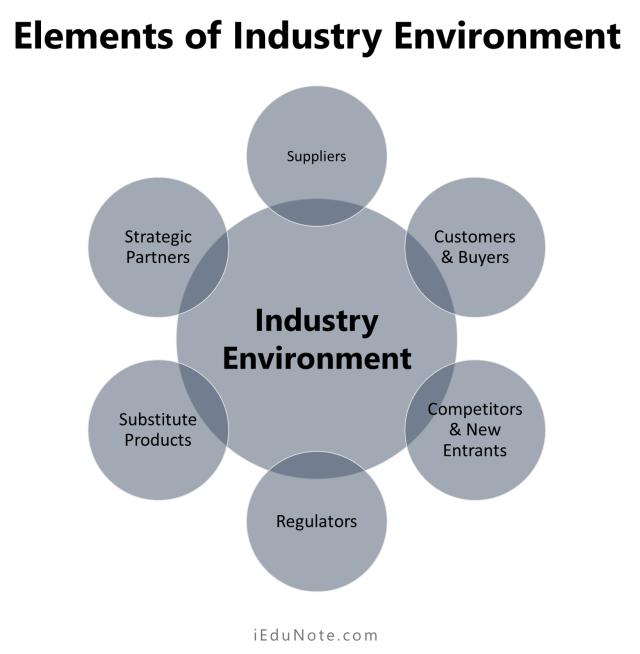 Elements of Industry Environment
Suppliers
Strategic
Partners
Customers
& Buyers
Industry
Environment
Substitute
Products
Competitors
& New
Entrants
Regulators
iEduNote.com